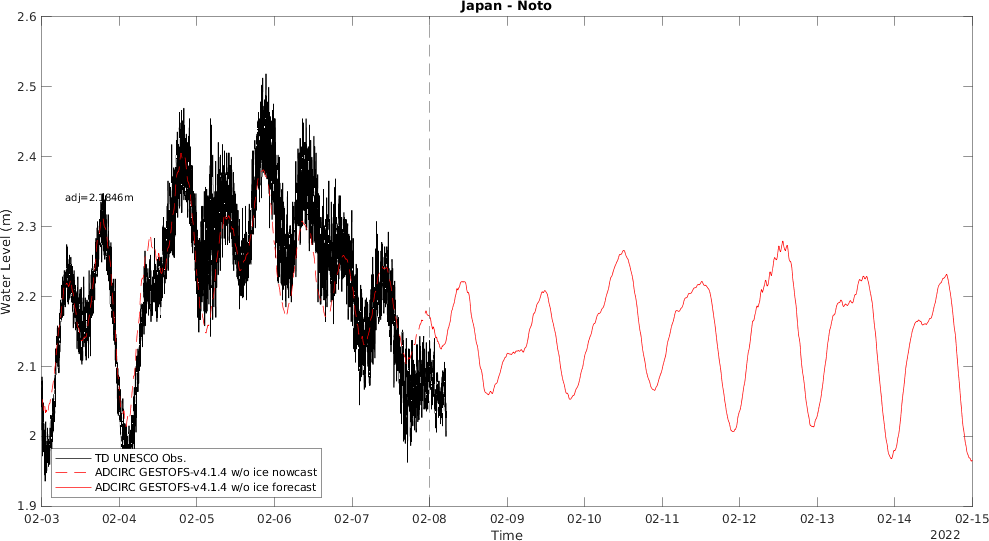 Japan - Noto
2.6
2.5
2.4
2.3
2.2
2.1
2
1.9
Water Level (m)
adj=2.1846m
TD UNESCO Obs.
ADCIRC GESTOFS-v4.1.4 w/o ice nowcast
ADCIRC GESTOFS-v4.1.4 w/o ice forecast
02-03 02-04 02-05 02-06 02-07 02-08 02-09 02-10 02-11 02-12 02-13 02-14 02-15
Time
2022